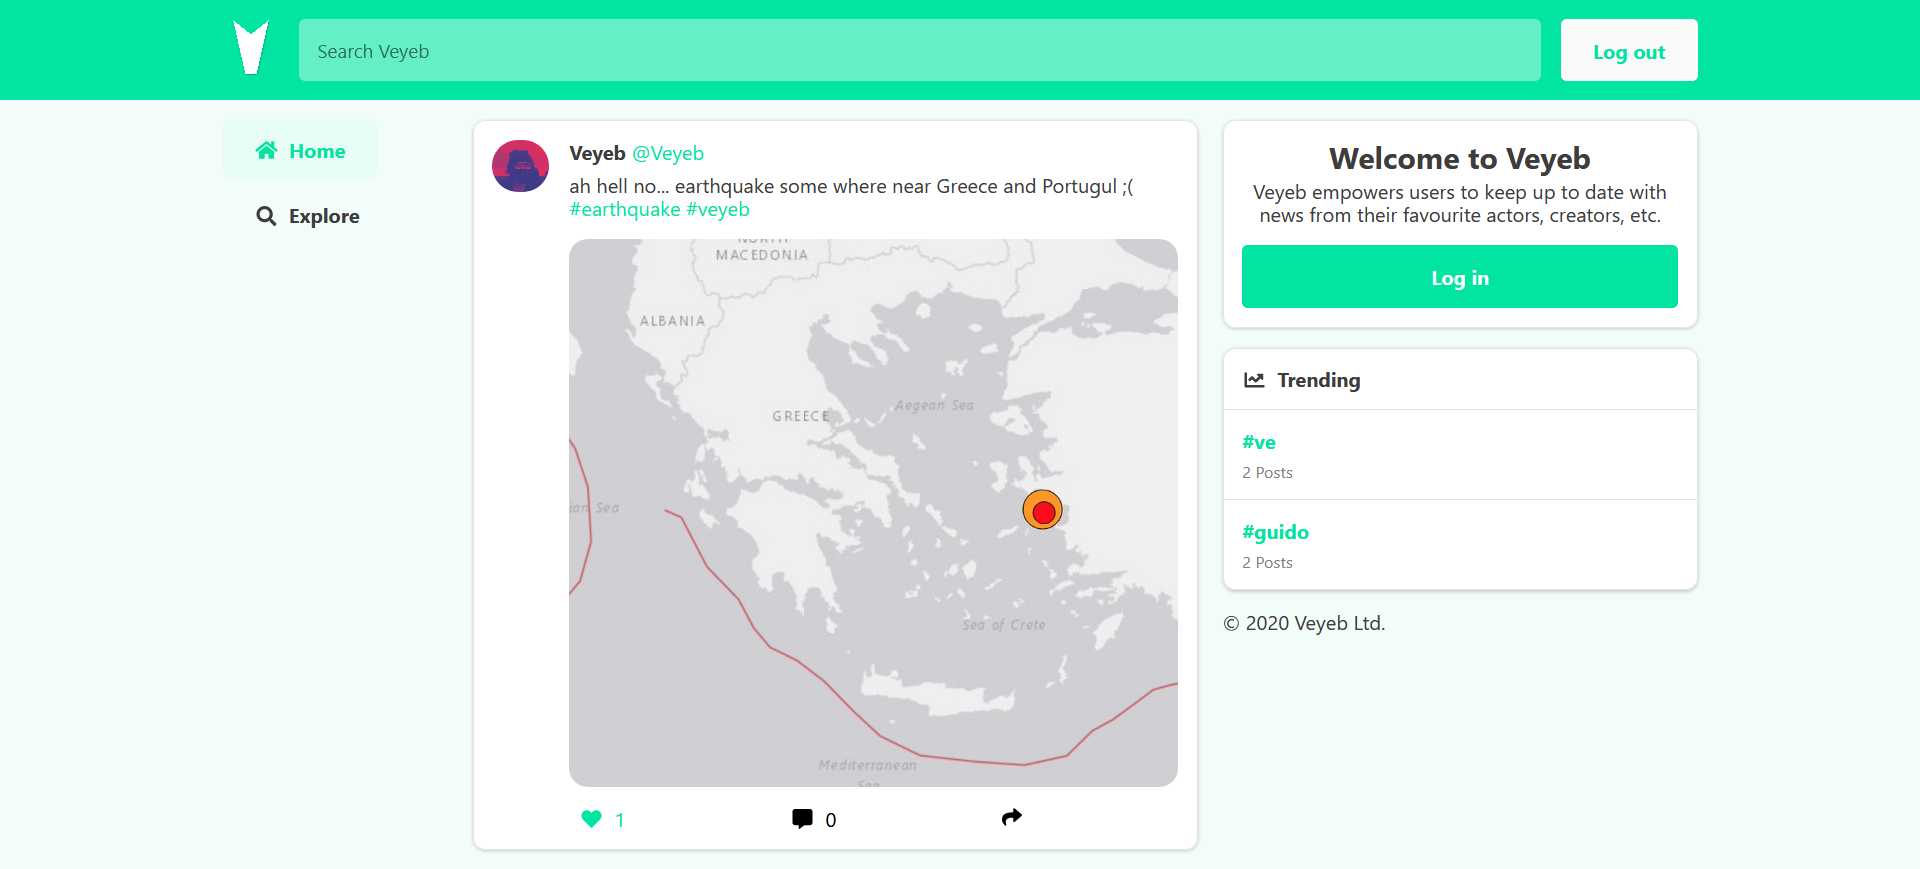 Search Veyeb
Log out
Home
Explore
Veyeb @Veyeb
ah hell no... earthquake some where near Greece and Portugul ;(
#earthquake #veyeb
NORTH
MACEDONIA
ALBANIA
GREECE
Aegean Sea
an Sea
Sea of Crete
Mediterranean
Sea
1
0
Welcome to Veyeb
Veyeb empowers users to keep up to date with
news from their favourite actors, creators, etc.
Log in
Trending
#ve
2 Posts
#guido
2 Posts
© 2020 Veyeb Ltd.